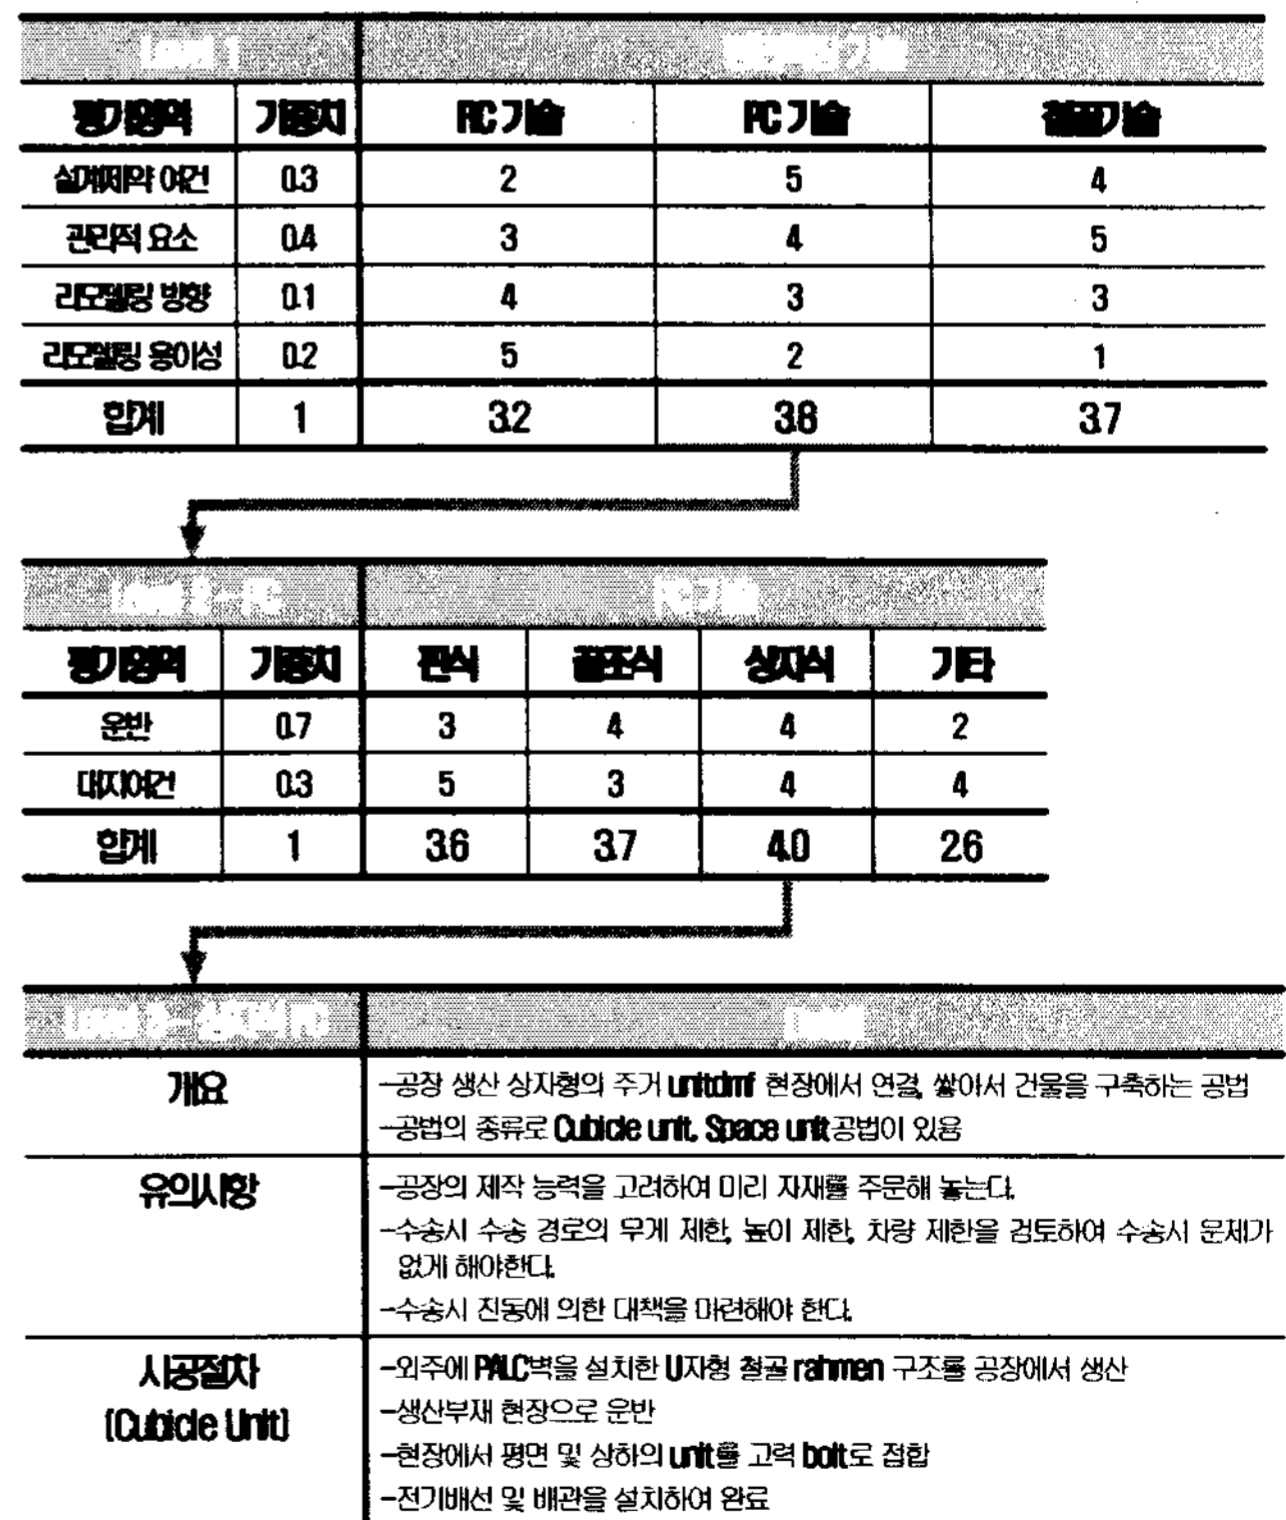 Level 1
평가영역 가중치 RC 기술 PC 기술 철골기술
설계제약 여건 0.3 2 5 4
관리적 요소 0.4 3 4 5
리모델링 방향 0.1 4 3 3
리모델링 용이성 0.2 5 2 1
합계 1 3.2 3.8 3.7
Level 2 - PC PC 기술
평가영역 가중치 판식 골조식 상자식 기타
운반 0.7 3 4 4 2
대지여건 0.3 5 3 4 4
합계 1 3.6 3.7 4.0 2.6
Level 3 - 상자식 PC
개요
-공장 생산 상자형의 주거 unitdmf 현장에서 연결, 쌓아서 건물을 구축하는 공법
-공법의 종류로 Cubicle unit, Space unit공법이 있음
유의사항
-공장의 제작 능력을 고려하여 미리 자재를 주문해 놓는다.
-수송시 수송 경로의 무게 제한, 높이 제한, 차량 제한을 검토하여 수송시 문제가
없게 해야한다.
-수송시 진동에 의한 대책을 마련해야 한다.
시공절차
(Cubicle Unit)
-외주에 PALC벽을 설치한 U자형 철골 rahmen 구조를 공장에서 생산
-생산부재 현장으로 운반
-현장에서 평면 및 상하의 unit를 고력 bolt로 접합
-전기배선 및 배관을 설치하여 완료